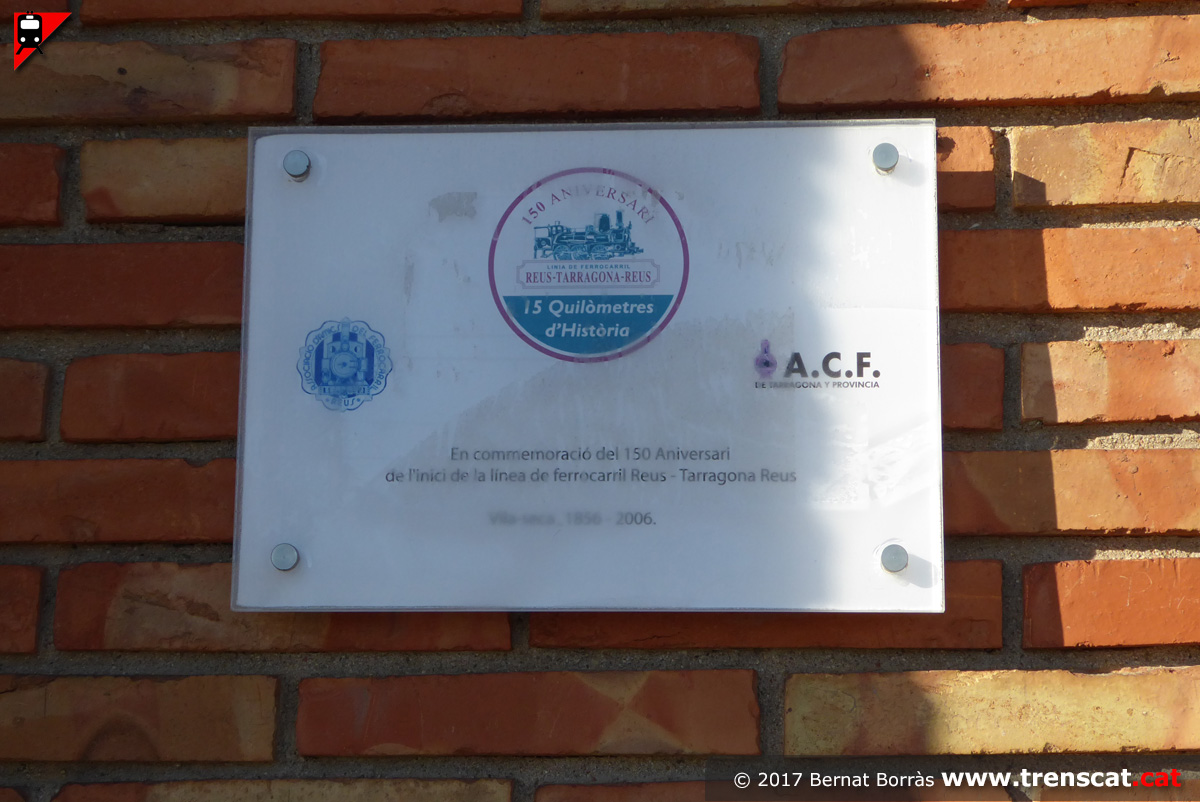 150 ANIVERSARI
LINIA DE FERROCARRIL
REUS-TARRAGONA-REUS
15 Quilòmetres
d'Història
REUS
A.C.F.
DE TARRAGONA Y PROVINCIA
En commemoració del 150 Aniversari
de l'inici de la línea de ferrocarril Reus - Tarragona Reus
Vila-seca, 1856 - 2006.
© 2017 Bernat Borràs www.trenscat.cat